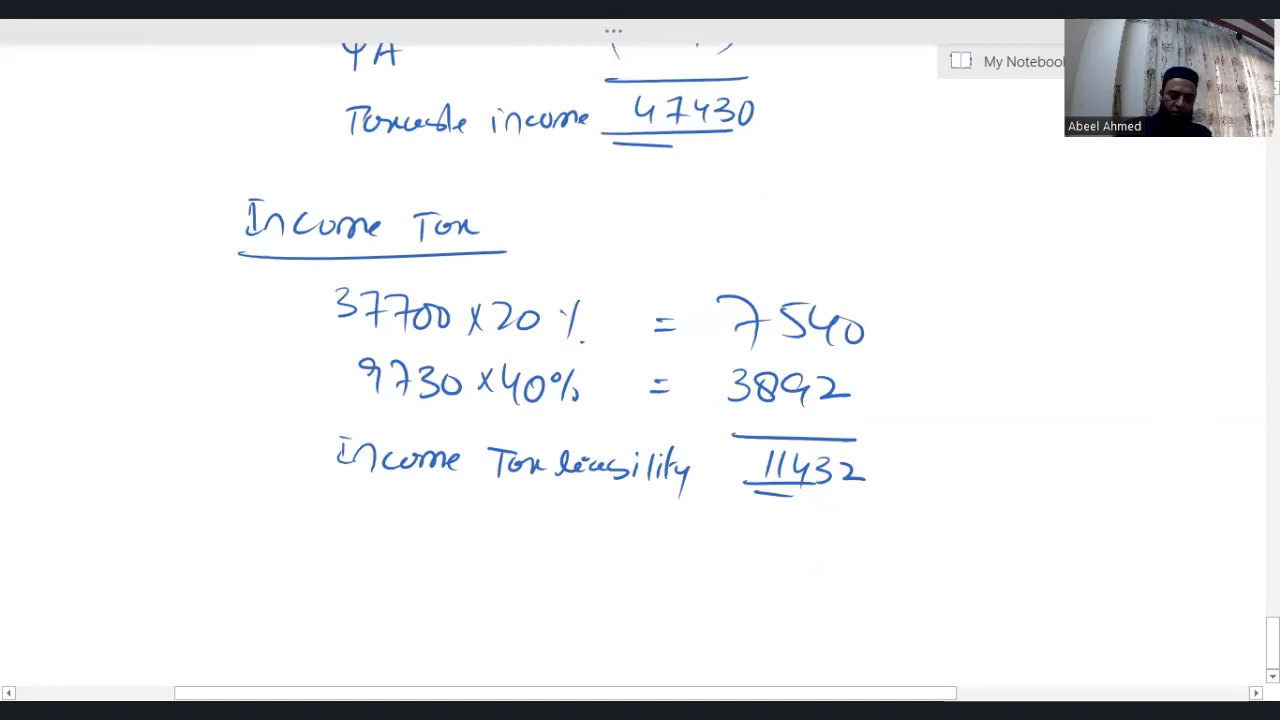 PA
My Notebook
Taxable income 47430
Abeel Ahmed
Income Tax
37700 × 20% = 7540
9730 × 40% = 3892
Income Tax liability 11432